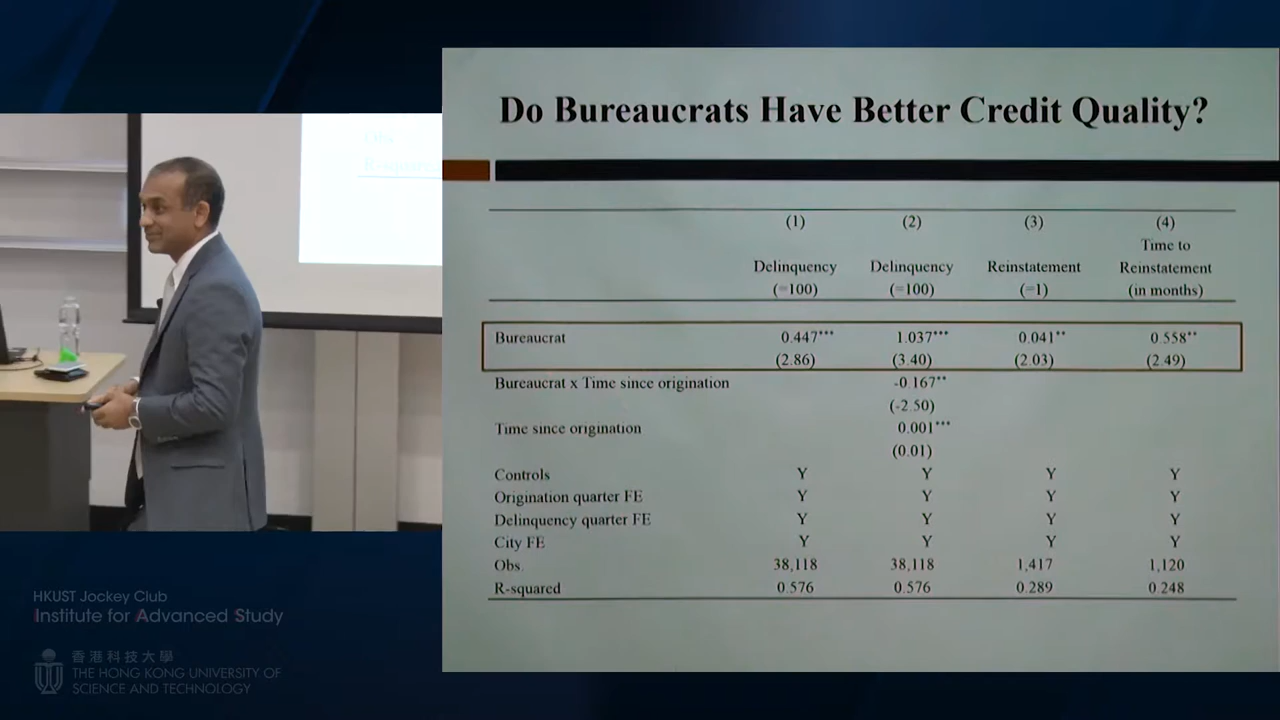 Do Bureaucrats Have Better Credit Quality?
(1) (2) (3) (4)
Delinquency (=100) Delinquency (=100) Reinstatement (=1) Time to Reinstatement (in months)
Bureaucrat 0.447*** 1.037*** 0.041** 0.558**
(2.86) (3.40) (2.03) (2.49)
Bureaucrat x Time since origination -0.167**
(-2.50)
Time since origination 0.001***
(0.01)
Controls Y Y Y Y
Origination quarter FE Y Y Y Y
Delinquency quarter FE Y Y Y Y
City FE Y Y Y Y
Obs. 38,118 38,118 1,417 1,120
R-squared 0.576 0.576 0.289 0.248
HKUST Jockey Club
Institute for Advanced Study
香港科技大學
THE HONG KONG UNIVERSITY OF
SCIENCE AND TECHNOLOGY